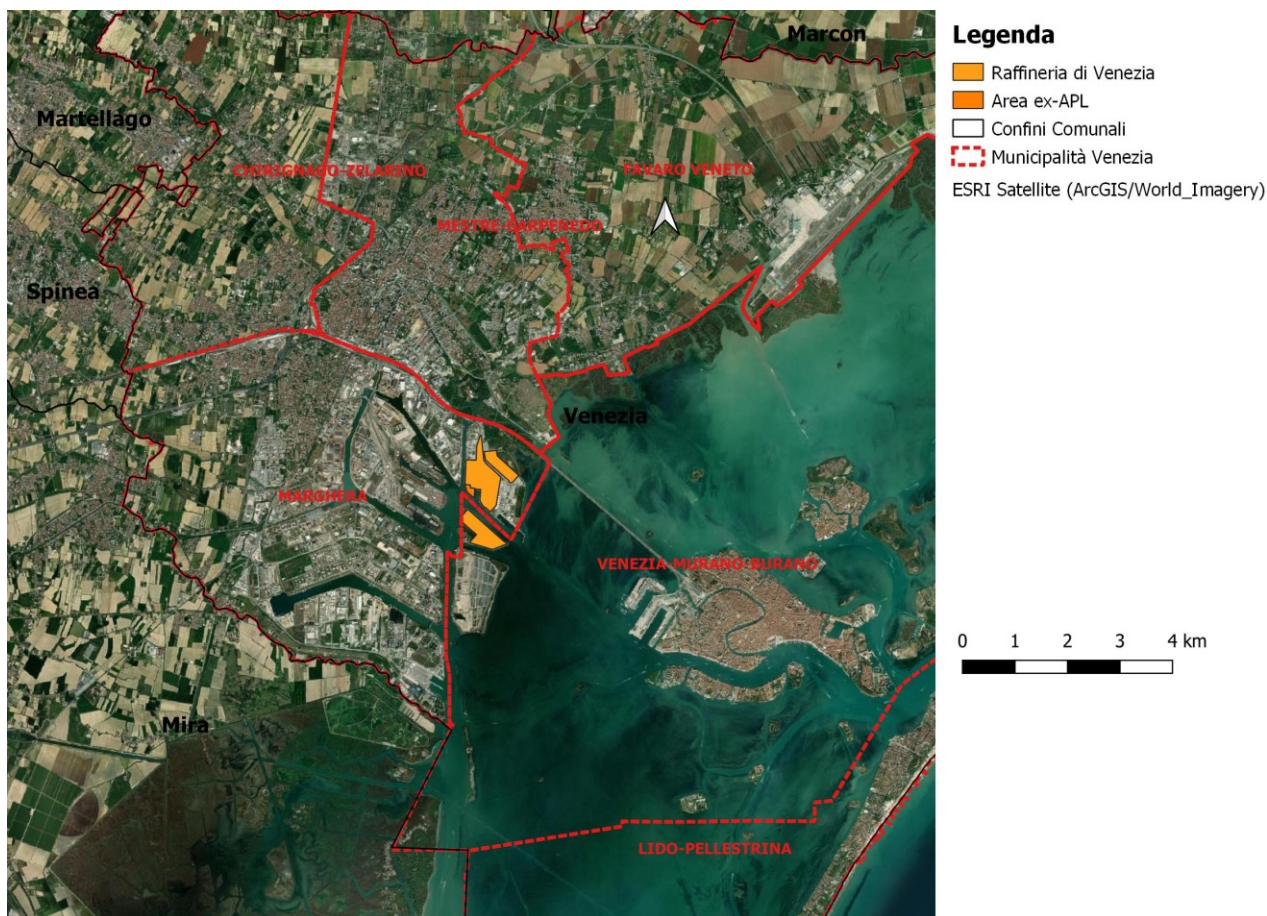 Marcon
Martellago
CHIRIGNAGO-ZELARINO
FAVARO VENETO
MESTRE-CARPENEDO
Spinea
Venezia
MARGHERA
VENEZIA-MURANO-BURANO
Mira
LIDO-PELLESTRINA
Legenda
Raffineria di Venezia
Area ex-APL
Confini Comunali
Municipalità Venezia
ESRI Satellite (ArcGIS/World_Imagery)
0 1 2 3 4 km